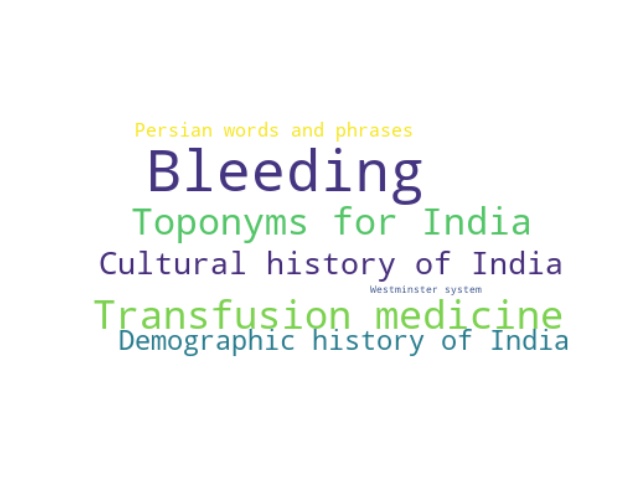 Persian words and phrases
Bleeding
Toponyms for India
Cultural history of India
Westminster system
Transfusion medicine
Demographic history of India